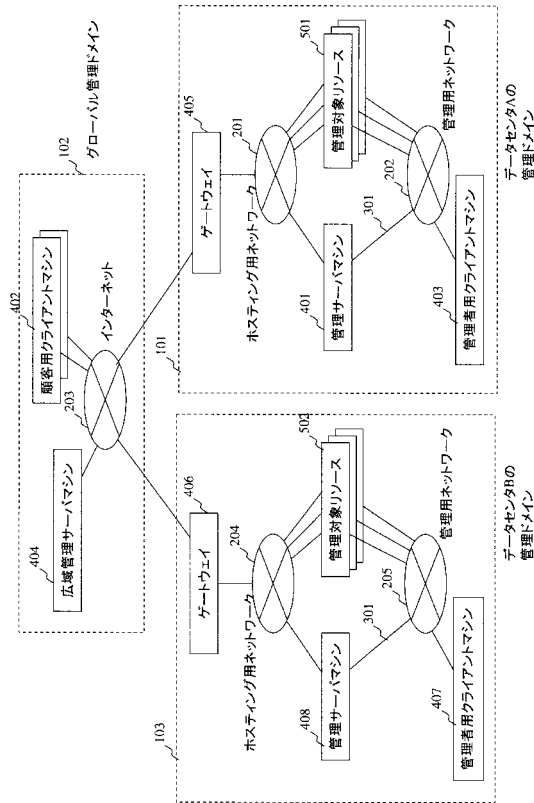 102
グローバル管理ドメイン
404
広域管理サーバマシン
402
顧客用クライアントマシン
203
インターネット
103
406
ゲートウェイ
204
ホスティング用ネットワーク
408
管理サーバマシン
502
管理対象リソース
301
205
管理用ネットワーク
407
管理者用クライアントマシン
データセンタBの
管理ドメイン
101
405
ゲートウェイ
201
ホスティング用ネットワーク
401
管理サーバマシン
501
管理対象リソース
301
202
管理用ネットワーク
403
管理者用クライアントマシン
データセンタAの
管理ドメイン